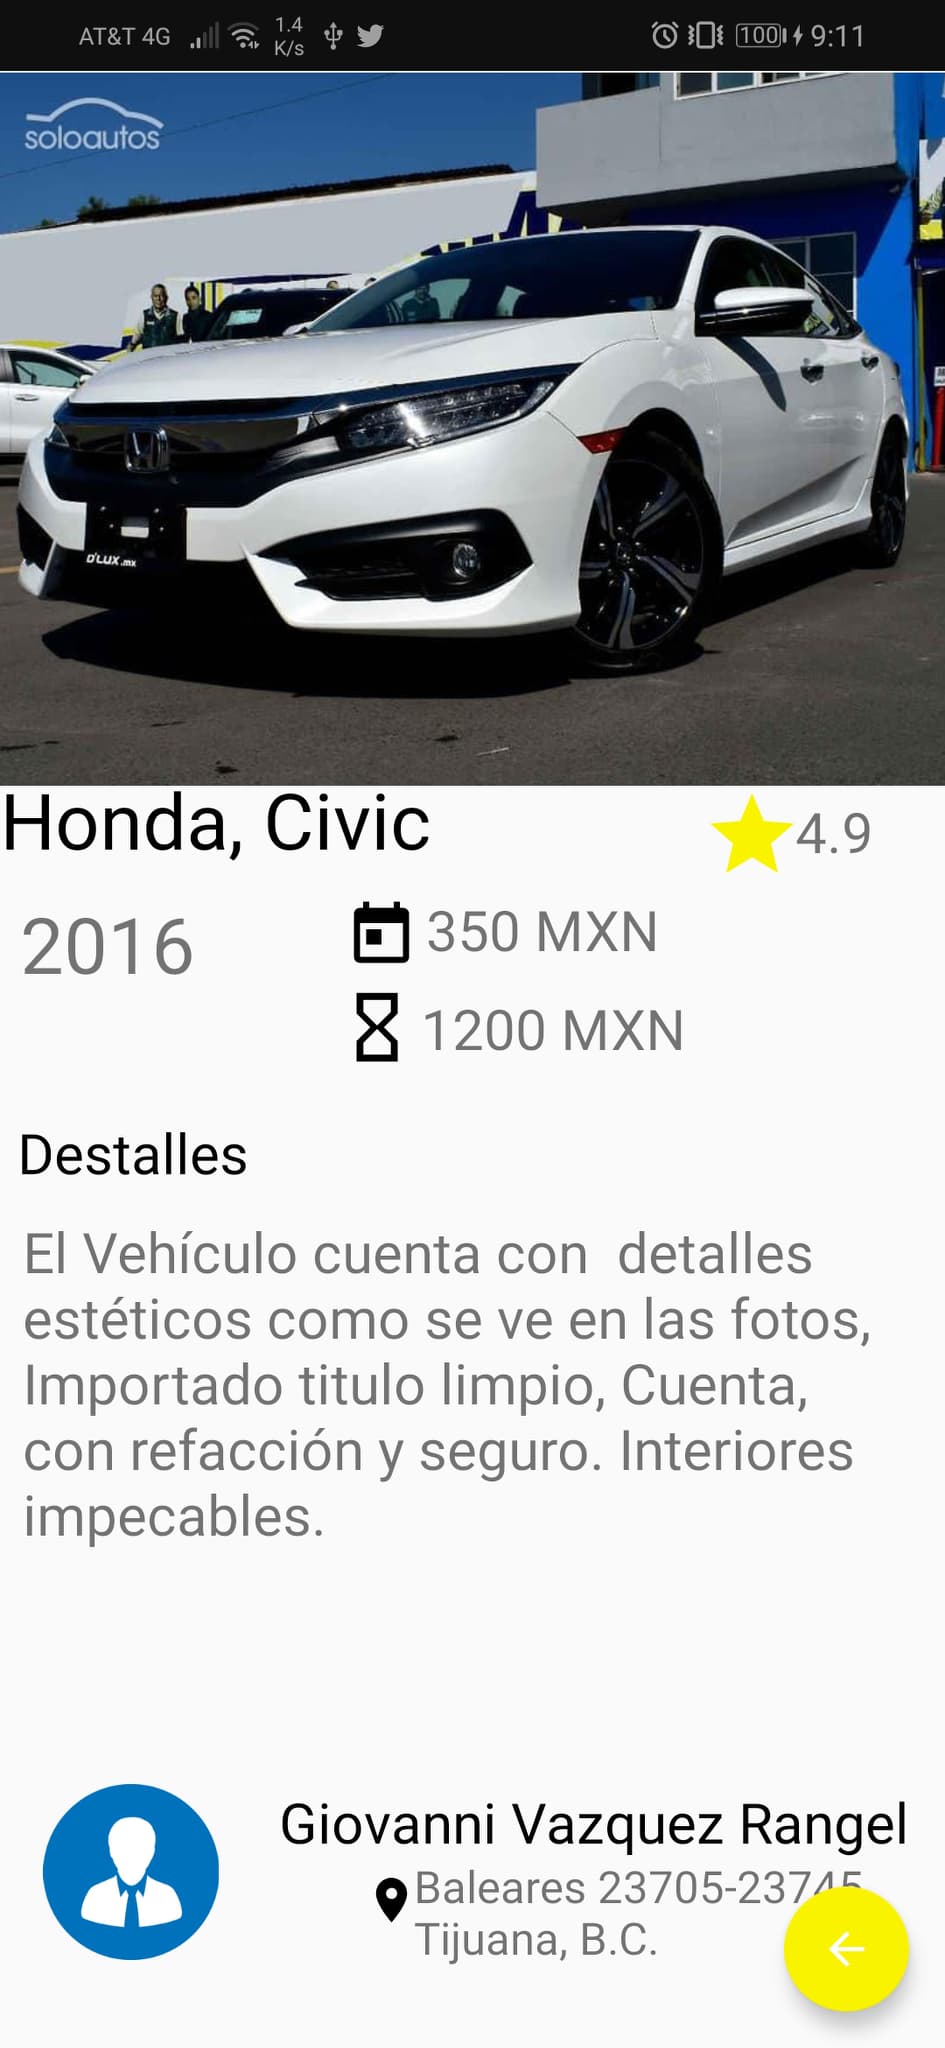 AT&T 4G 1.4 K/s 100 9:11
soloautos
D'LUX.mx
Honda, Civic
4.9
2016
350 MXN
1200 MXN
Destalles
El Vehículo cuenta con  detalles
estéticos como se ve en las fotos,
Importado titulo limpio, Cuenta,
con refacción y seguro. Interiores
impecables.
Giovanni Vazquez Rangel
Baleares 23705-23745
Tijuana, B.C.